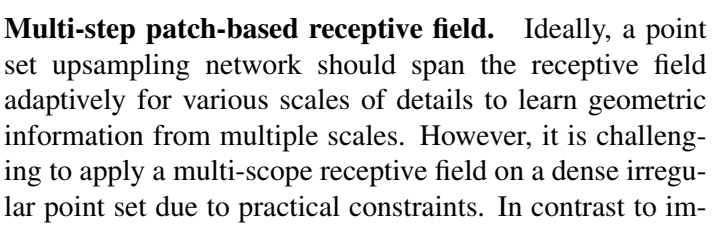 Multi-step patch-based receptive field. Ideally, a point
set upsampling network should span the receptive field
adaptively for various scales of details to learn geometric
information from multiple scales. However, it is challeng-
ing to apply a multi-scope receptive field on a dense irregu-
lar point set due to practical constraints. In contrast to im-